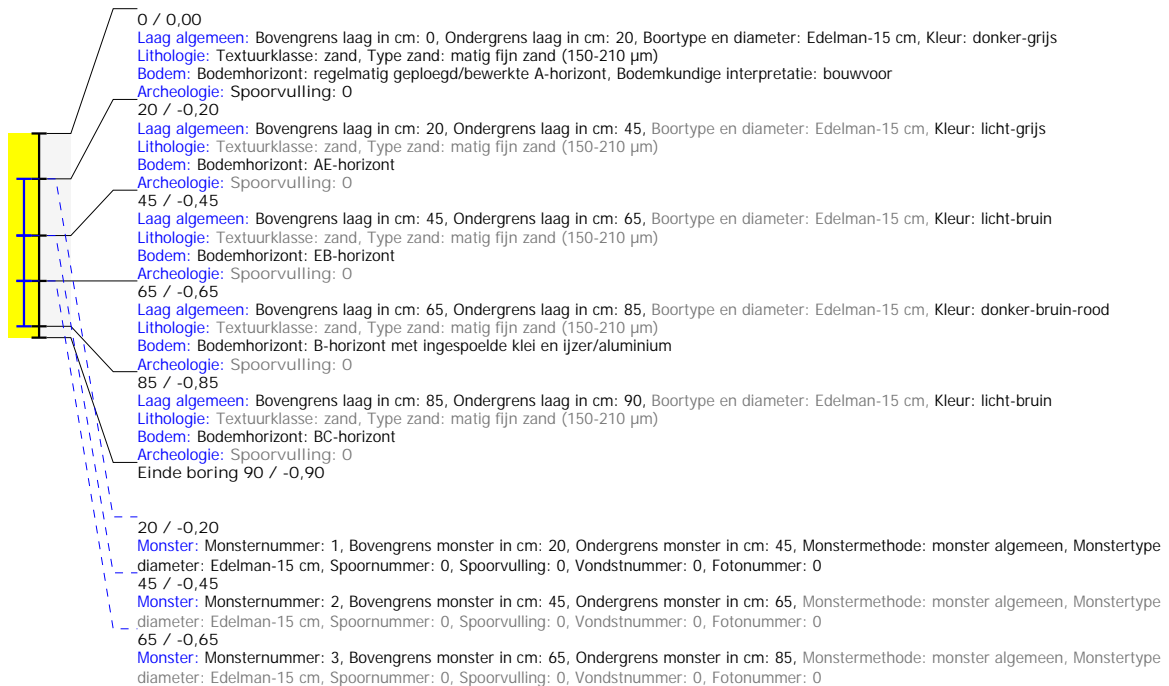 0 / 0,00
Laag algemeen: Bovengrens laag in cm: 0, Ondergrens laag in cm: 20, Boortype en diameter: Edelman-15 cm, Kleur: donker-grijs
Lithologie: Textuurklasse: zand, Type zand: matig fijn zand (150-210 µm)
Bodem: Bodemhorizont: regelmatig geploegd/bewerkte A-horizont, Bodemkundige interpretatie: bouwvoor
Archeologie: Spoorvulling: 0
20 / -0,20
Laag algemeen: Bovengrens laag in cm: 20, Ondergrens laag in cm: 45, Boortype en diameter: Edelman-15 cm, Kleur: licht-grijs
Lithologie: Textuurklasse: zand, Type zand: matig fijn zand (150-210 µm)
Bodem: Bodemhorizont: AE-horizont
Archeologie: Spoorvulling: 0
45 / -0,45
Laag algemeen: Bovengrens laag in cm: 45, Ondergrens laag in cm: 65, Boortype en diameter: Edelman-15 cm, Kleur: licht-bruin
Lithologie: Textuurklasse: zand, Type zand: matig fijn zand (150-210 µm)
Bodem: Bodemhorizont: EB-horizont
Archeologie: Spoorvulling: 0
65 / -0,65
Laag algemeen: Bovengrens laag in cm: 65, Ondergrens laag in cm: 85, Boortype en diameter: Edelman-15 cm, Kleur: donker-bruin-rood
Lithologie: Textuurklasse: zand, Type zand: matig fijn zand (150-210 µm)
Bodem: Bodemhorizont: B-horizont met ingespoelde klei en ijzer/aluminium
Archeologie: Spoorvulling: 0
85 / -0,85
Laag algemeen: Bovengrens laag in cm: 85, Ondergrens laag in cm: 90, Boortype en diameter: Edelman-15 cm, Kleur: licht-bruin
Lithologie: Textuurklasse: zand, Type zand: matig fijn zand (150-210 µm)
Bodem: Bodemhorizont: BC-horizont
Archeologie: Spoorvulling: 0
Einde boring 90 / -0,90
20 / -0,20
Monster: Monsternummer: 1, Bovengrens monster in cm: 20, Ondergrens monster in cm: 45, Monstermethode: monster algemeen, Monstertype
diameter: Edelman-15 cm, Spoornummer: 0, Spoorvulling: 0, Vondstnummer: 0, Fotonummer: 0
45 / -0,45
Monster: Monsternummer: 2, Bovengrens monster in cm: 45, Ondergrens monster in cm: 65, Monstermethode: monster algemeen, Monstertype
diameter: Edelman-15 cm, Spoornummer: 0, Spoorvulling: 0, Vondstnummer: 0, Fotonummer: 0
65 / -0,65
Monster: Monsternummer: 3, Bovengrens monster in cm: 65, Ondergrens monster in cm: 85, Monstermethode: monster algemeen, Monstertype
diameter: Edelman-15 cm, Spoornummer: 0, Spoorvulling: 0, Vondstnummer: 0, Fotonummer: 0